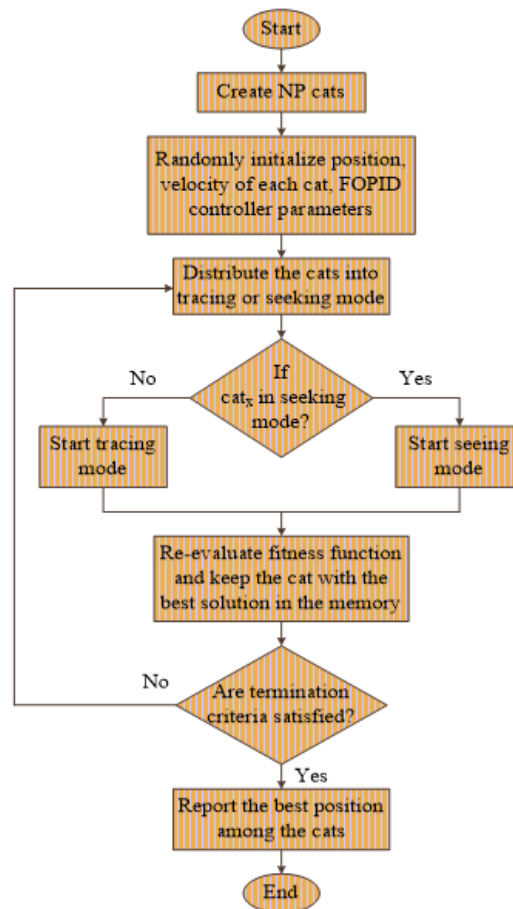 Start
Create NP cats
Randomly initialize position,
velocity of each cat, FOPID
controller parameters
Distribute the cats into
tracing or seeking mode
If
catx in seeking
mode?
No
Yes
Start tracing
mode
Start seeing
mode
Re-evaluate fitness function
and keep the cat with the
best solution in the memory
Are termination
criteria satisfied?
No
Yes
Report the best position
among the cats
End